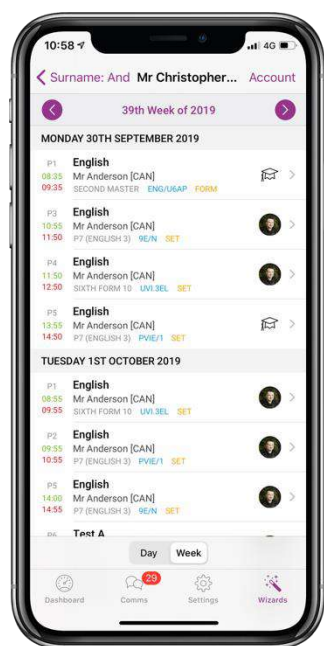 10:58
4G
Surname: And Mr Christopher... Account
39th Week of 2019
MONDAY 30TH SEPTEMBER 2019
P1 English
08:35 Mr Anderson [CAN]
09:35 SECOND MASTER ENG/U6AP FORM
P3 English
10:55 Mr Anderson [CAN]
11:50 P7 (ENGLISH 3) 9E/N SET
P4 English
11:50 Mr Anderson [CAN]
12:50 SIXTH FORM 10 UVI.3EL SET
P5 English
13:55 Mr Anderson [CAN]
14:50 P7 (ENGLISH 3) PVIE/1 SET
TUESDAY 1ST OCTOBER 2019
P1 English
08:55 Mr Anderson [CAN]
09:55 SIXTH FORM 10 UVI.3EL SET
P2 English
09:55 Mr Anderson [CAN]
10:55 P7 (ENGLISH 3) PVIE/1 SET
P5 English
14:00 Mr Anderson [CAN]
14:55 P7 (ENGLISH 3) 9E/N SET
P6 Test A
Day Week
29
Dashboard Comms Settings Wizards